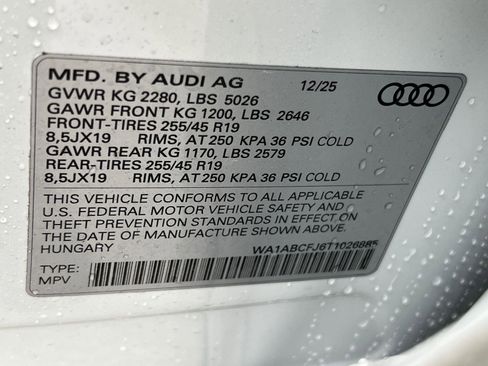 MFD. BY AUDI AG 12/25
GVWR KG 2280, LBS 5026
GAWR FRONT KG 1200, LBS 2646
FRONT-TIRES 255/45 R19
8,5JX19 RIMS, AT 250 KPA 36 PSI COLD
GAWR REAR KG 1170, LBS 2579
REAR-TIRES 255/45 R19
8,5JX19 RIMS, AT 250 KPA 36 PSI COLD
THIS VEHICLE CONFORMS TO ALL APPLICABLE
U.S. FEDERAL MOTOR VEHICLE SAFETY AND
THEFT PREVENTION STANDARDS IN EFFECT ON
THE DATE OF MANUFACTURE SHOWN ABOVE.
HUNGARY WA1ABCFJ6T1026885
TYPE:
MPV